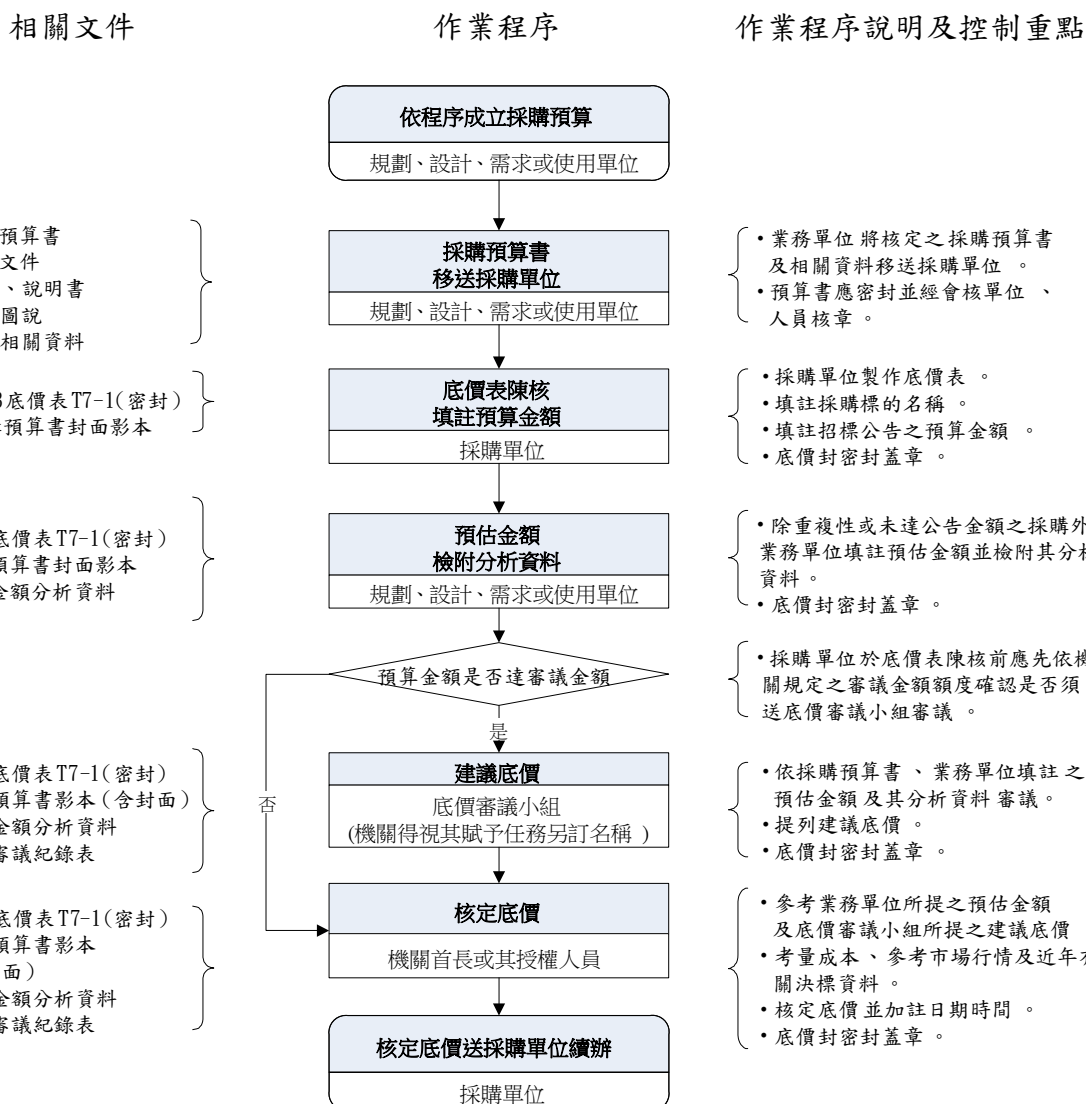 相關文件
作業程序
作業程序說明及控制重點
依程序成立採購預算
規劃、設計、需求或使用單位
預算書
文件
、說明書
圖說
相關資料
採購預算書
移送採購單位
規劃、設計、需求或使用單位
•業務單位將核定之採購預算書
及相關資料移送採購單位。
•預算書應密封並經會核單位、
人員核章。
底價表T7-1(密封)
預算書封面影本
底價表陳核
填註預算金額
採購單位
•採購單位製作底價表。
•填註採購標的名稱。
•填註招標公告之預算金額。
•底價封密封蓋章。
底價表T7-1(密封)
預算書封面影本
金額分析資料
預估金額
檢附分析資料
規劃、設計、需求或使用單位
•除重複性或未達公告金額之採購外
業務單位填註預估金額並檢附其分析
資料。
•底價封密封蓋章。
預算金額是否達審議金額
•採購單位於底價表陳核前應先依機
關規定之審議金額額度確認是否須
送底價審議小組審議。
是
否
底價表T7-1(密封)
預算書影本(含封面)
金額分析資料
審議紀錄表
建議底價
底價審議小組
(機關得視其賦予任務另訂名稱)
•依採購預算書、業務單位填註之
預估金額及其分析資料審議。
•提列建議底價。
•底價封密封蓋章。
底價表T7-1(密封)
預算書影本
面)
金額分析資料
審議紀錄表
核定底價
機關首長或其授權人員
•參考業務單位所提之預估金額
及底價審議小組所提之建議底價
•考量成本、參考市場行情及近年有
關決標資料。
•核定底價並加註日期時間。
•底價封密封蓋章。
核定底價送採購單位續辦
採購單位